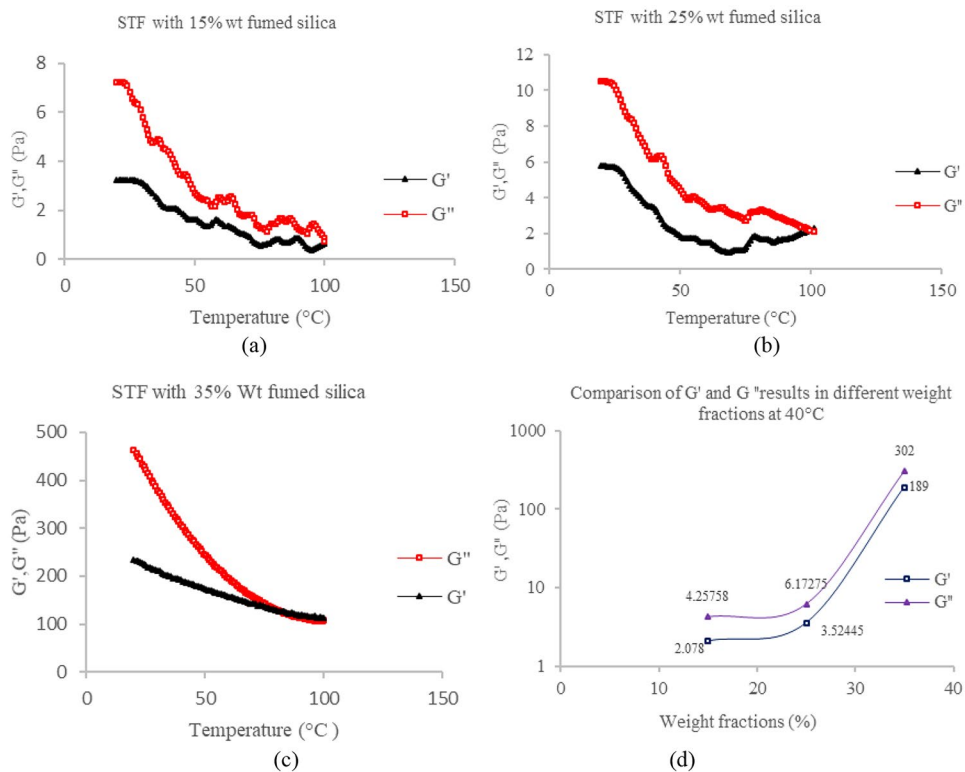 STF with 15% wt fumed silica
8
6
4
2
0
G',G" (Pa)
0
50
100
150
Temperature (°C)
G'
G"
(a)
STF with 25% wt fumed silica
12
10
8
6
4
2
0
G',G" (Pa)
0
50
100
150
Temperature (°C)
G'
G"
(b)
STF with 35% Wt fumed silica
500
400
300
200
100
0
G',G" (Pa)
0
50
100
Temperature (°C)
G"
G'
(c)
Comparison of G' and G "results in different weight
fractions at 40°C
1000
100
10
1
G' ,G" (Pa)
302
189
4.25758
6.17275
2.078
3.52445
0
10
20
30
40
Weight fractions (%)
G'
G"
(d)